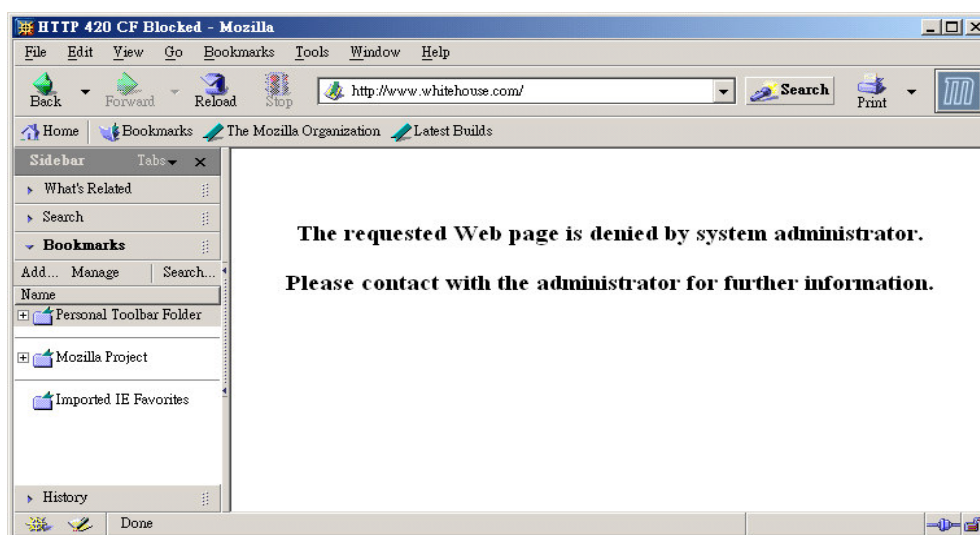 HTTP 420 CF Blocked - Mozilla
File Edit View Go Bookmarks Tools Window Help
Back Forward Reload Stop http://www.whitehouse.com/ Search Print
Home Bookmarks The Mozilla Organization Latest Builds
Sidebar Tabs
What's Related
Search
Bookmarks
Add... Manage Search...
Name
Personal Toolbar Folder
Mozilla Project
Imported IE Favorites
History
The requested Web page is denied by system administrator.
Please contact with the administrator for further information.
Done